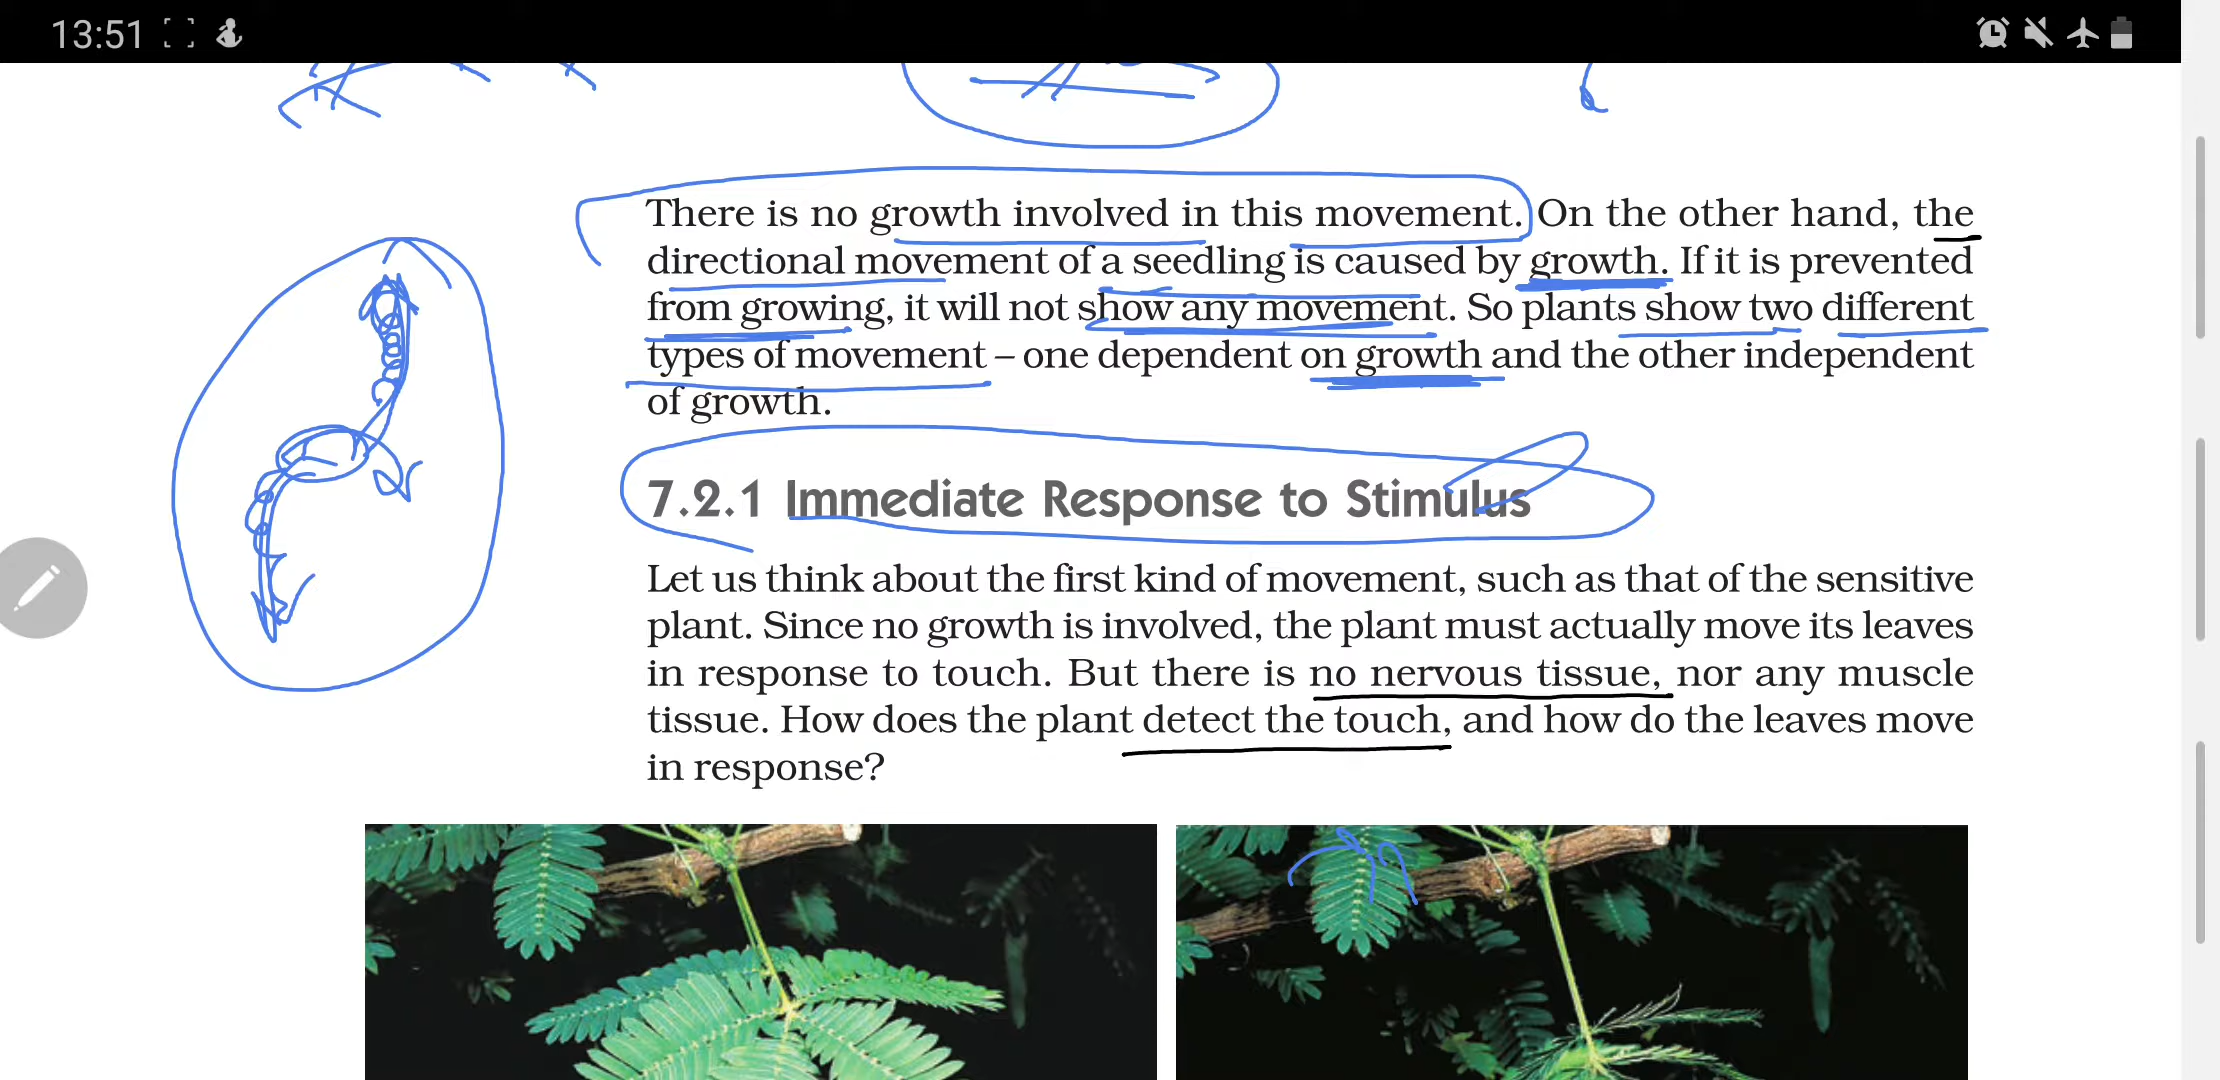 13:51
There is no growth involved in this movement. On the other hand, the
directional movement of a seedling is caused by growth. If it is prevented
from growing, it will not show any movement. So plants show two different
types of movement – one dependent on growth and the other independent
of growth.
7.2.1 Immediate Response to Stimulus
Let us think about the first kind of movement, such as that of the sensitive
plant. Since no growth is involved, the plant must actually move its leaves
in response to touch. But there is no nervous tissue, nor any muscle
tissue. How does the plant detect the touch, and how do the leaves move
in response?